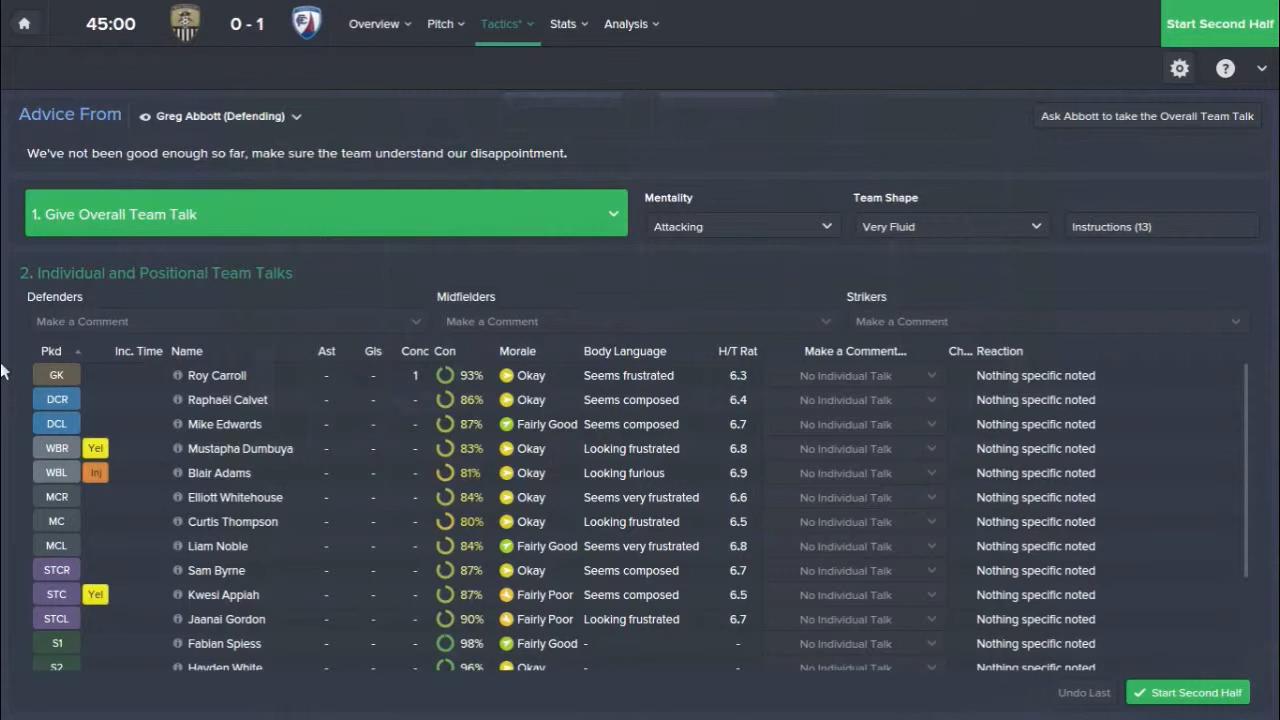 45:00 0 - 1 Overview Pitch Tactics* Stats Analysis Start Second Half
?
Advice From Greg Abbott (Defending) Ask Abbott to take the Overall Team Talk
We've not been good enough so far, make sure the team understand our disappointment.
Mentality Team Shape
1. Give Overall Team Talk Attacking Very Fluid Instructions (13)
2. Individual and Positional Team Talks
Defenders Midfielders Strikers
Make a Comment Make a Comment Make a Comment
Pkd Inc. Time Name Ast Gls Conc Con Morale Body Language H/T Rat Make a Comment... Ch... Reaction
GK Roy Carroll - - 1 93% Okay Seems frustrated 6.3 No Individual Talk Nothing specific noted
DCR Raphaël Calvet - - - 86% Okay Seems composed 6.4 No Individual Talk Nothing specific noted
DCL Mike Edwards - - - 87% Fairly Good Seems composed 6.7 No Individual Talk Nothing specific noted
WBR Yel Mustapha Dumbuya - - - 83% Okay Looking frustrated 6.8 No Individual Talk Nothing specific noted
WBL Inj Blair Adams - - - 81% Okay Looking furious 6.9 No Individual Talk Nothing specific noted
MCR Elliott Whitehouse - - - 84% Okay Seems very frustrated 6.6 No Individual Talk Nothing specific noted
MC Curtis Thompson - - - 80% Okay Looking frustrated 6.5 No Individual Talk Nothing specific noted
MCL Liam Noble - - - 84% Fairly Good Seems very frustrated 6.8 No Individual Talk Nothing specific noted
STCR Sam Byrne - - - 87% Okay Seems composed 6.7 No Individual Talk Nothing specific noted
STC Yel Kwesi Appiah - - - 87% Fairly Poor Seems composed 6.5 No Individual Talk Nothing specific noted
STCL Jaanai Gordon - - - 90% Fairly Poor Looking frustrated 6.7 No Individual Talk Nothing specific noted
S1 Fabian Spiess - - - 98% Fairly Good - - No Individual Talk Nothing specific noted
S2 Hayden White 96% Okay No Individual Talk Nothing specific noted
Undo Last Start Second Half